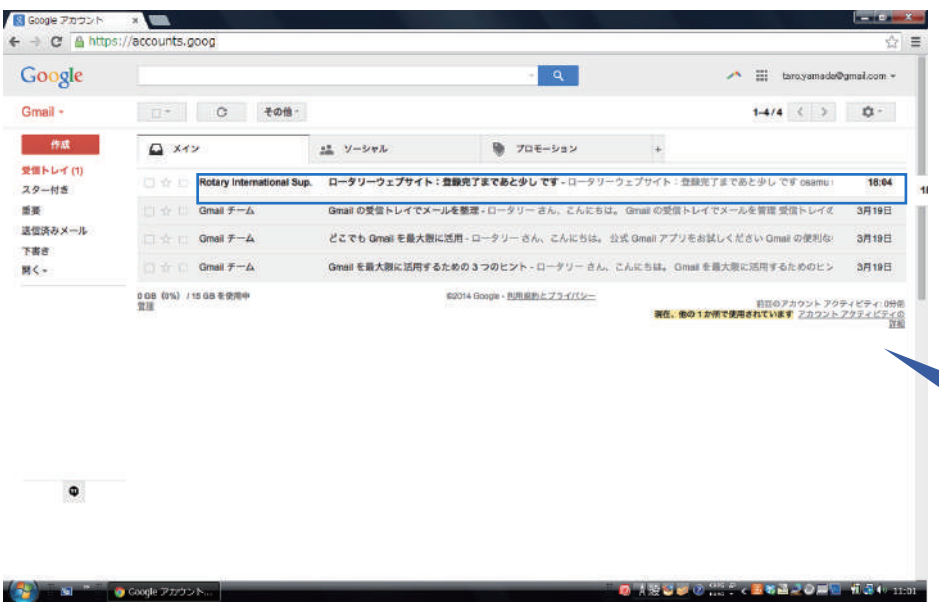 Google アカウント
https://accounts.goog
Google
taro.yamada@gmail.com
Gmail
その他
1–4/4
作成
メイン
ソーシャル
プロモーション
+
受信トレイ (1)
スター付き
重要
送信済みメール
下書き
開く
Rotary International Sup. ロータリーウェブサイト：登録完了まであと少し です - ロータリーウェブサイト：登録完了まであと少し です osamu 18:04
Gmail チーム Gmail の受信トレイでメールを整理 - ロータリー さん、こんにちは。 Gmail の受信トレイでメールを管理 受信トレイで 3月19日
Gmail チーム どこでも Gmail を最大限に活用 - ロータリー さん、こんにちは。 公式 Gmail アプリをお試しください Gmail の便利な 3月19日
Gmail チーム Gmail を最大限に活用するための 3 つのヒント - ロータリー さん、こんにちは。 Gmail を最大限に活用するためのヒン 3月19日
0 GB (0%) / 15 GB を使用中
管理
©2014 Google - 利用規約とプライバシー
前回のアカウント アクティビティ: 0分前
現在、他の 1 か所で使用されています アカウント アクティビティの
詳細
Google アカウント...
11:01